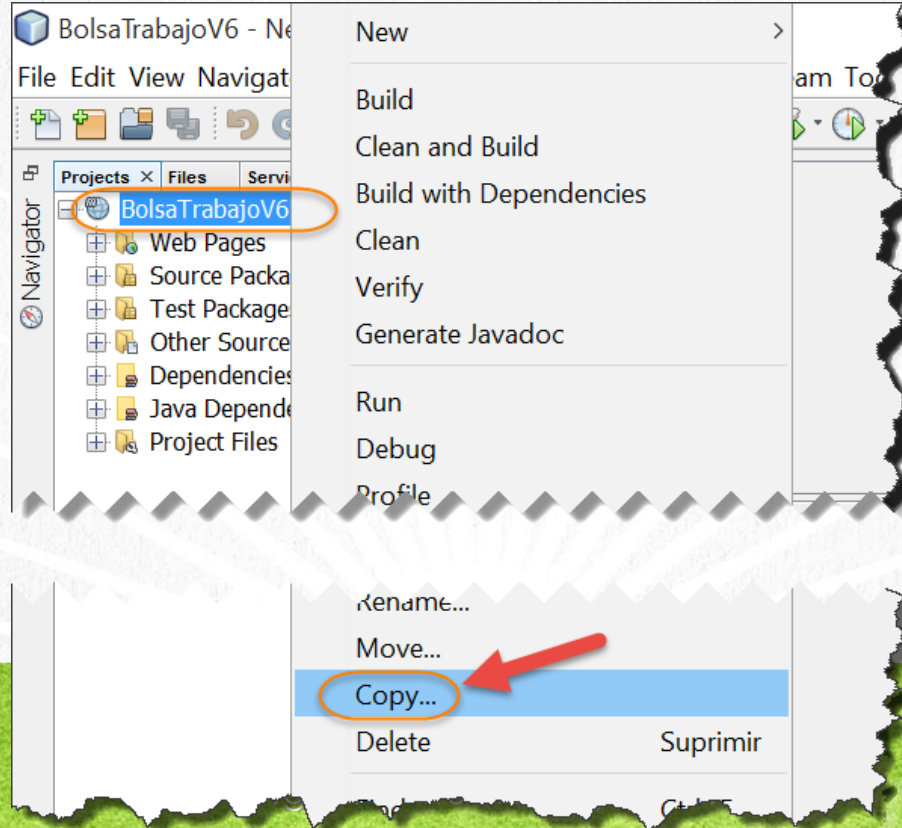 BolsaTrabajoV6 - Ne
File Edit View Navigat
am Too
Projects Files Servi
Navigator
BolsaTrabajoV6
Web Pages
Source Packa
Test Package
Other Source
Dependencies
Java Depende
Project Files
New
Build
Clean and Build
Build with Dependencies
Clean
Verify
Generate Javadoc
Run
Debug
Profile
Rename...
Move...
Copy...
Delete Suprimir